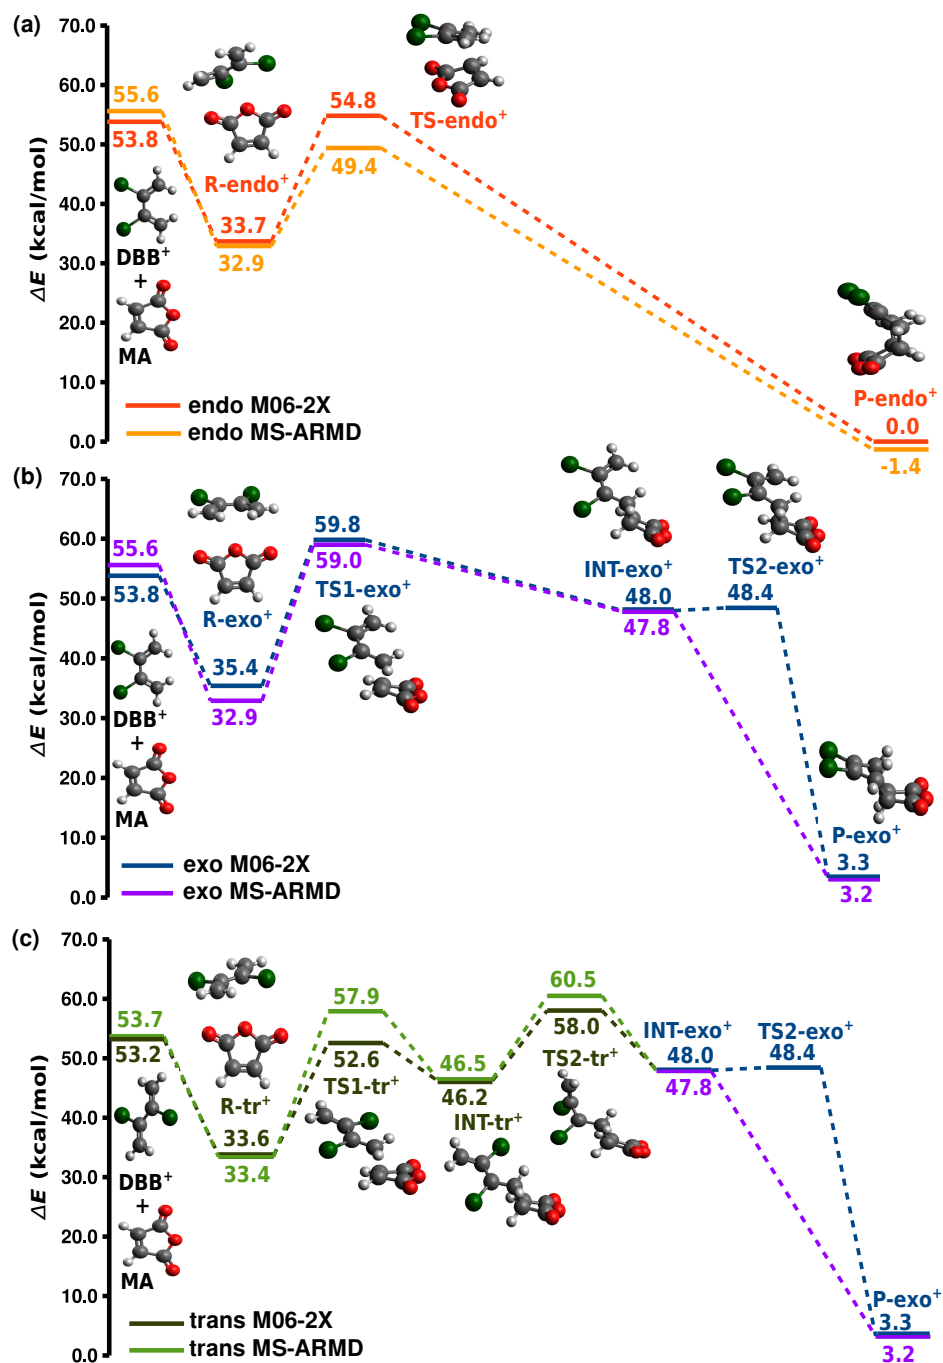 (a)
70.0
60.0
50.0
40.0
30.0
20.0
10.0
0.0
ΔE (kcal/mol)
55.6
53.8
DBB+
+
MA
R-endo+
33.7
32.9
54.8
49.4
TS-endo+
P-endo+
0.0
-1.4
endo M06-2X
endo MS-ARMD
(b)
70.0
60.0
50.0
40.0
30.0
20.0
10.0
0.0
ΔE (kcal/mol)
55.6
53.8
DBB+
+
MA
R-exo+
35.4
32.9
59.8
59.0
TS1-exo+
INT-exo+
48.0
47.8
TS2-exo+
48.4
P-exo+
3.3
3.2
exo M06-2X
exo MS-ARMD
(c)
70.0
60.0
50.0
40.0
30.0
20.0
10.0
0.0
ΔE (kcal/mol)
53.7
53.2
DBB+
+
MA
R-tr+
33.6
33.4
57.9
52.6
TS1-tr+
46.5
46.2
INT-tr+
60.5
58.0
TS2-tr+
INT-exo+
48.0
47.8
TS2-exo+
48.4
P-exo+
3.3
3.2
trans M06-2X
trans MS-ARMD